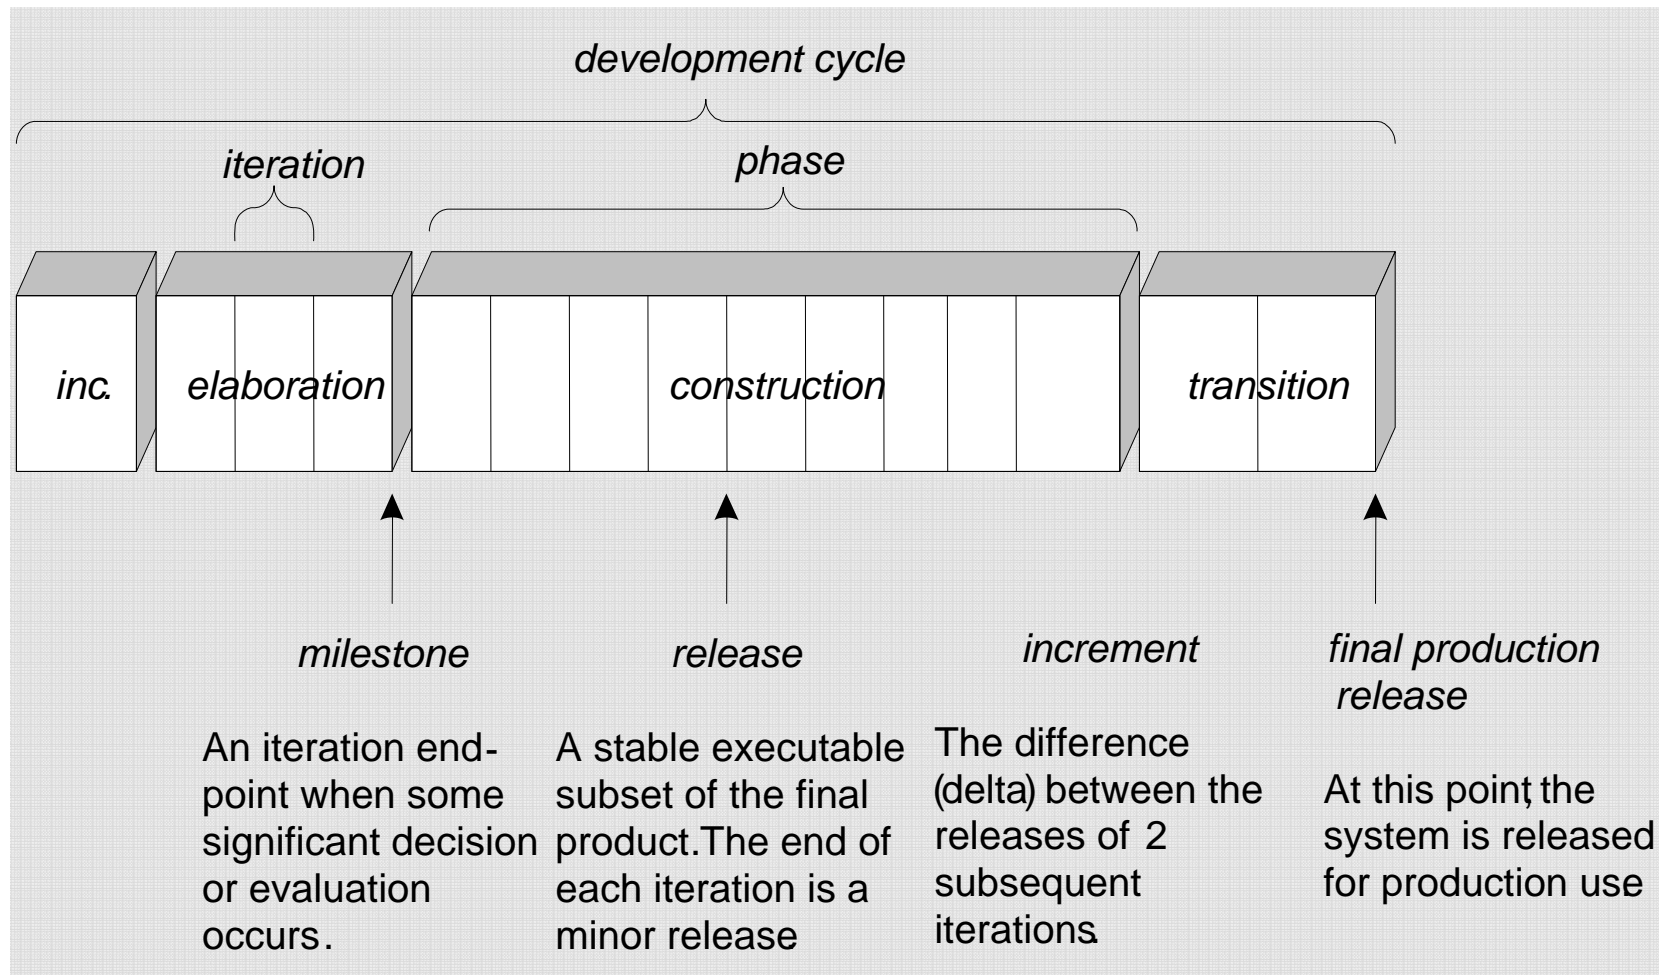 development cycle
iteration
phase
inc.
elaboration
construction
transition
milestone
release
increment
final production
release
An iteration end-
point when some
significant decision
or evaluation
occurs.
A stable executable
subset of the final
product. The end of
each iteration is a
minor release.
The difference
(delta) between the
releases of 2
subsequent
iterations.
At this point, the
system is released
for production use.